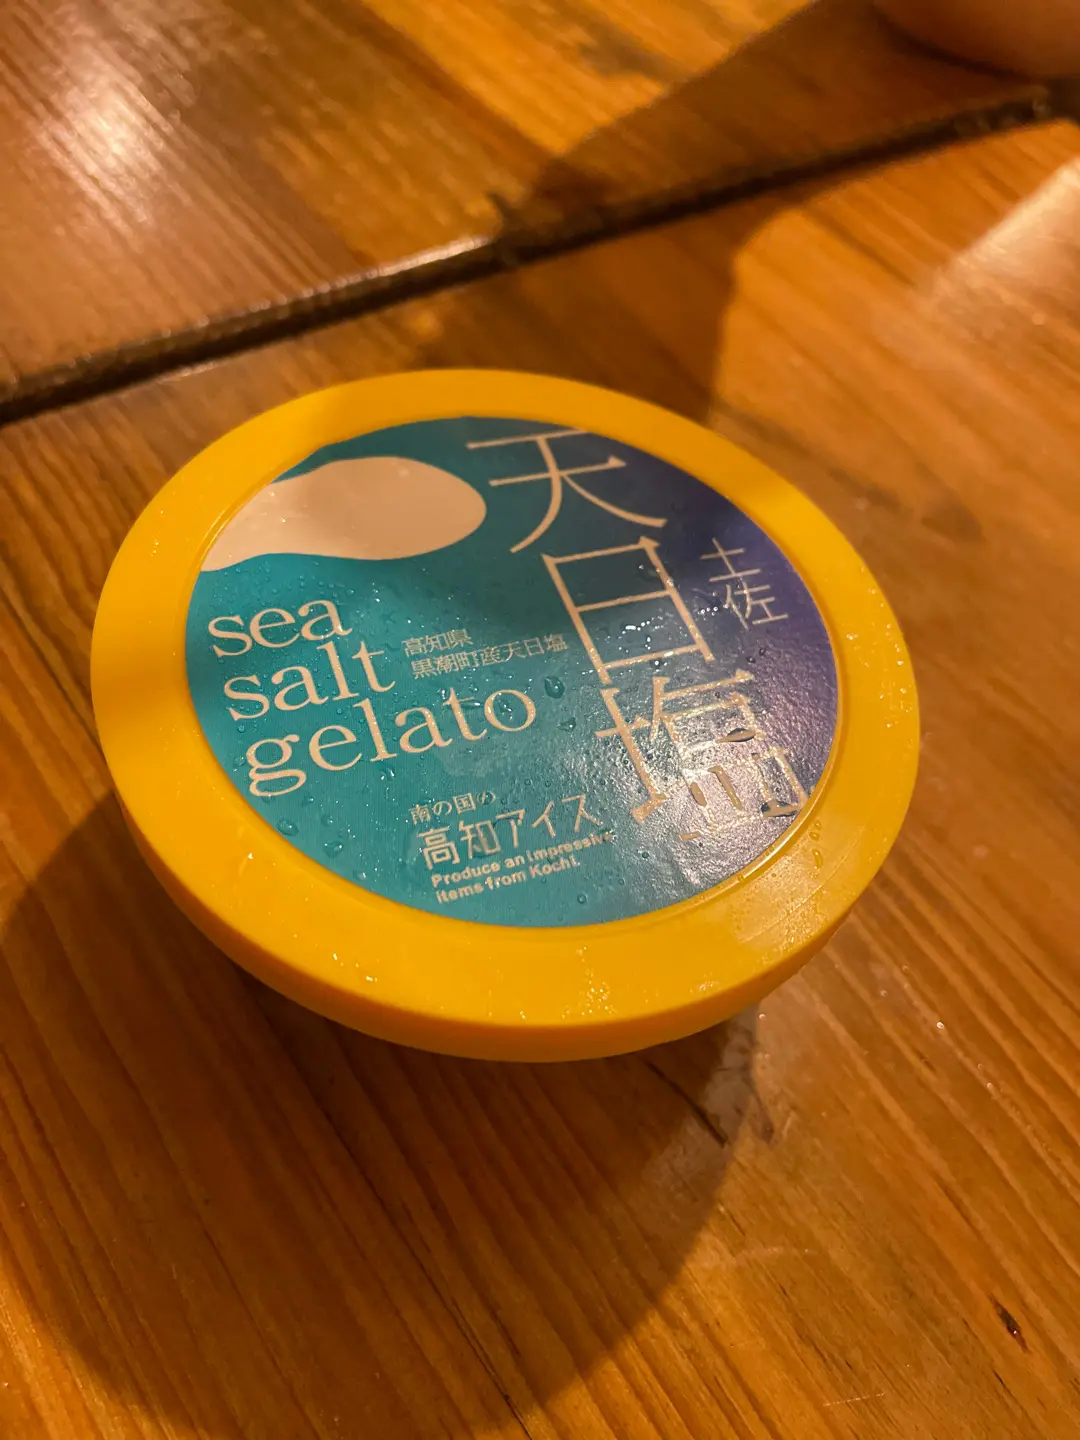 土佐
天日塩
sea
salt
gelato
高知県
黒潮町産天日塩
南の国の
高知アイス
Produce an impressive
items from Kochi.